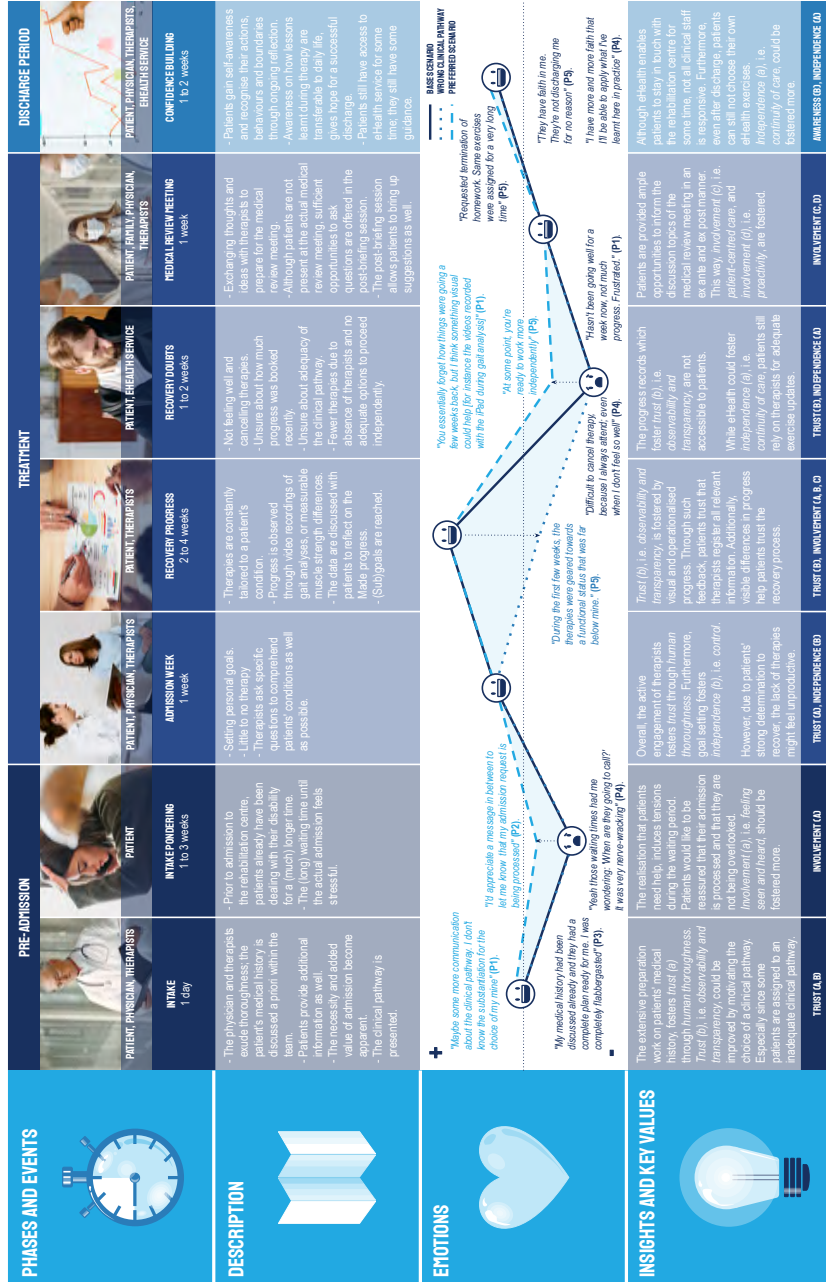 PHASES AND EVENTS
PRE-ADMISSION
TREATMENT
DISCHARGE PERIOD
PATIENT, PHYSICIAN, THERAPISTS
PATIENT
PATIENT, PHYSICIAN, THERAPISTS
PATIENT, THERAPISTS
PATIENT, EHEALTH SERVICE
PATIENT, FAMILY, PHYSICIAN,
THERAPISTS
PATIENT, PHYSICIAN, THERAPISTS,
EHEALTH SERVICE
INTAKE
1 day
INTAKE PONDERING
1 to 3 weeks
ADMISSION WEEK
1 week
RECOVERY PROGRESS
2 to 4 weeks
RECOVERY DOUBTS
1 to 2 weeks
MEDICAL REVIEW MEETING
1 week
CONFIDENCE BUILDING
1 to 2 weeks
DESCRIPTION
- The physician and therapists
exude thoroughness; the
patient's medical history is
discussed a priori within the
team.
- Patients provide additional
information as well.
- The necessity and added
value of admission become
apparent.
- The clinical pathway is
presented.
- Prior to admission to
the rehabilitation centre,
patients already have been
dealing with their disability
for a (much) longer time.
- The (long) waiting time until
the actual admission feels
stressful.
- Setting personal goals.
- Little to no therapy
- Therapists ask specific
questions to comprehend
patients' conditions as well
as possible.
- Therapies are constantly
tailored to a patient's
condition.
- Progress is observed
through video recordings of
gait analyses, or measurable
muscle strength differences.
- The data are discussed with
patients to reflect on the
Made progress.
- (Sub)goals are reached.
- Not feeling well and
canceling therapies.
- Unsure about how much
progress was booked
recently.
- Unsure about adequacy of
the clinical pathway.
- Fewer therapies due to
absence of therapists and no
adequate options to proceed
independently.
- Exchanging thoughts and
ideas with therapists to
prepare for the medical
review meeting.
- Although patients are not
present at the actual medical
review meeting, sufficient
opportunities to ask
questions are offered in the
post-briefing session.
- The post-briefing session
allows patients to bring up
suggestions as well.
- Patients gain self-awareness
and recognise their actions,
behaviours and boundaries
through ongoing reflection.
- Awareness on how lessons
learnt during therapy are
transferable to daily life,
gives hope for a successful
discharge.
- Patients still have access to
eHealth service for some
time; they still have some
guidance.
EMOTIONS
+
-
"Maybe some more communication
about the clinical pathway. I don't
know the substantiation for the
choice of my mine" (P1).
"My medical history had been
discussed already and they had a
complete plan ready for me. I was
completely flabbergasted" (P3).
"I'd appreciate a message in between to
let me know that my admission request is
being processed" (P2).
"Yeah those waiting times had me
wondering: 'When are they going to call?'
It was very nerve-wracking" (P4).
"During the first few weeks, the
therapies were geared towards
a functional status that was far
below mine." (P5).
"You essentially forget how things were going a
few weeks back, but I think something visual
could help [for instance the videos recorded
with the iPad during gait analysis]" (P1).
"At some point, you're
ready to work more
independently" (P5).
"Difficult to cancel therapy,
because I always attend; even
when I don't feel so well" (P4).
"Hasn't been going well for a
week now, not much
progress. Frustrated." (P1).
"Requested termination of
homework. Same exercises
were assigned for a very long
time" (P5).
BASE SCENARIO
WRONG CLINICAL PATHWAY
PREFERRED SCENARIO
"They have faith in me.
They're not discharging me
for no reason" (P5).
"I have more and more faith that
I'll be able to apply what I've
learnt here in practice" (P4).
INSIGHTS AND KEY VALUES
The extensive preparation
work on patients' medical
history, fosters trust (a)
through human thoroughness.
Trust (b), i.e. observability and
transparency, could be
improved by motivating the
choice of a clinical pathway.
Especially since some
patients are assigned to an
inadequate clinical pathway.
The realisation that patients
need help, induces tensions
during the waiting period.
Patients would like to be
reassured that their admission
is processed and that they are
not being overlooked.
Involvement (a), i.e. feeling
seen and heard, should be
fostered more.
Overall, the active
engagement of therapists
fosters trust through human
thoroughness. Furthermore,
goal setting fosters
independence (b), i.e. control.
However, due to patients'
strong determination to
recover, the lack of therapies
might feel unproductive.
Trust (b), i.e. observability and
transparency, is fostered by
visual and operationalised
progress. Through such
feedback, patients trust that
therapists register all relevant
information. Additionally,
visible differences in progress
help patients trust the
recovery process.
The progress records which
foster trust (b), i.e.
observability and
transparency, are not
accessible to patients.
While eHealth could foster
independence (a), i.e.
continuity of care, patients still
rely on therapists for adequate
exercise updates.
Patients are provided ample
opportunities to inform the
discussion topics of the
medical review meeting in an
ex ante and ex post manner.
This way, involvement (c), i.e.
patient-centred care, and
involvement (d), i.e.
proactivity, are fostered.
Although eHealth enables
patients to stay in touch with
the rehabilitation centre for
some time, not all clinical staff
is responsive. Furthermore,
even after discharge, patients
can still not choose their own
eHealth exercises.
Independence (a), i.e.
continuity of care, could be
fostered more.
TRUST (A, B)
INVOLVEMENT (A)
TRUST (A), INDEPENDENCE (B)
TRUST (B), INVOLVEMENT (A, B, C)
TRUST (B), INDEPENDENCE (A)
INVOLVEMENT (C, D)
AWARENESS (B), INDEPENDENCE (A)